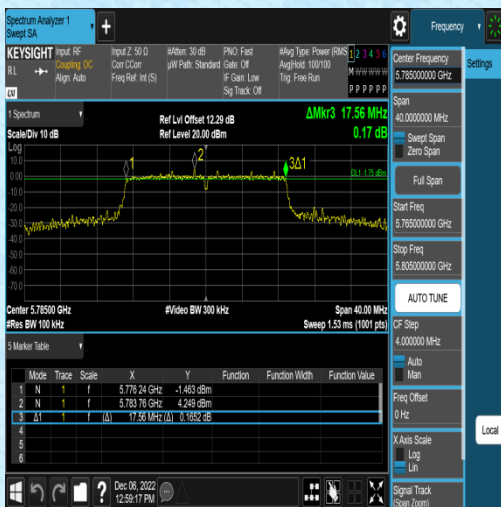 Spectrum Analyzer 1
Swept SA
+
Frequency
KEYSIGHT
RL
Input: RF
Coupling: DC
Align: Auto
Input Z: 50 Ω
Corr CCorr
Freq Ref: Int (S)
#Atten: 30 dB
µW Path: Standard
PNO: Fast
Gate: Off
IF Gain: Low
Sig Track: Off
#Avg Type: Power (RMS
Avg|Hold: 100/100
Trig: Free Run
1 2 3 4 5 6
M W W W W W
P P P P P P
Center Frequency
5.785000000 GHz
Settings
Span
40.0000000 MHz
Swept Span
Zero Span
Full Span
Start Freq
5.765000000 GHz
Stop Freq
5.805000000 GHz
AUTO TUNE
CF Step
4.000000 MHz
Auto
Man
Freq Offset
0 Hz
X Axis Scale
Log
Lin
Signal Track
(Span Zoom)
Local
1 Spectrum
Scale/Div 10 dB
Ref Lvl Offset 12.29 dB
Ref Level 20.00 dBm
ΔMkr3 17.56 MHz
0.17 dB
Log
10.0
0.00
-10.0
-20.0
-30.0
-40.0
-50.0
-60.0
-70.0
1
2
3Δ1
DL1 -1.75 dBm
Center 5.78500 GHz
#Res BW 100 kHz
#Video BW 300 kHz
Span 40.00 MHz
Sweep 1.53 ms (1001 pts)
5 Marker Table
Mode Trace Scale X Y Function Function Width Function Value
1 N 1 f 5.776 24 GHz -1.463 dBm
2 N 1 f 5.783 76 GHz 4.249 dBm
3 Δ1 1 f (Δ) 17.56 MHz (Δ) 0.1652 dB
4
5
6
?
Dec 06, 2022
12:59:17 PM